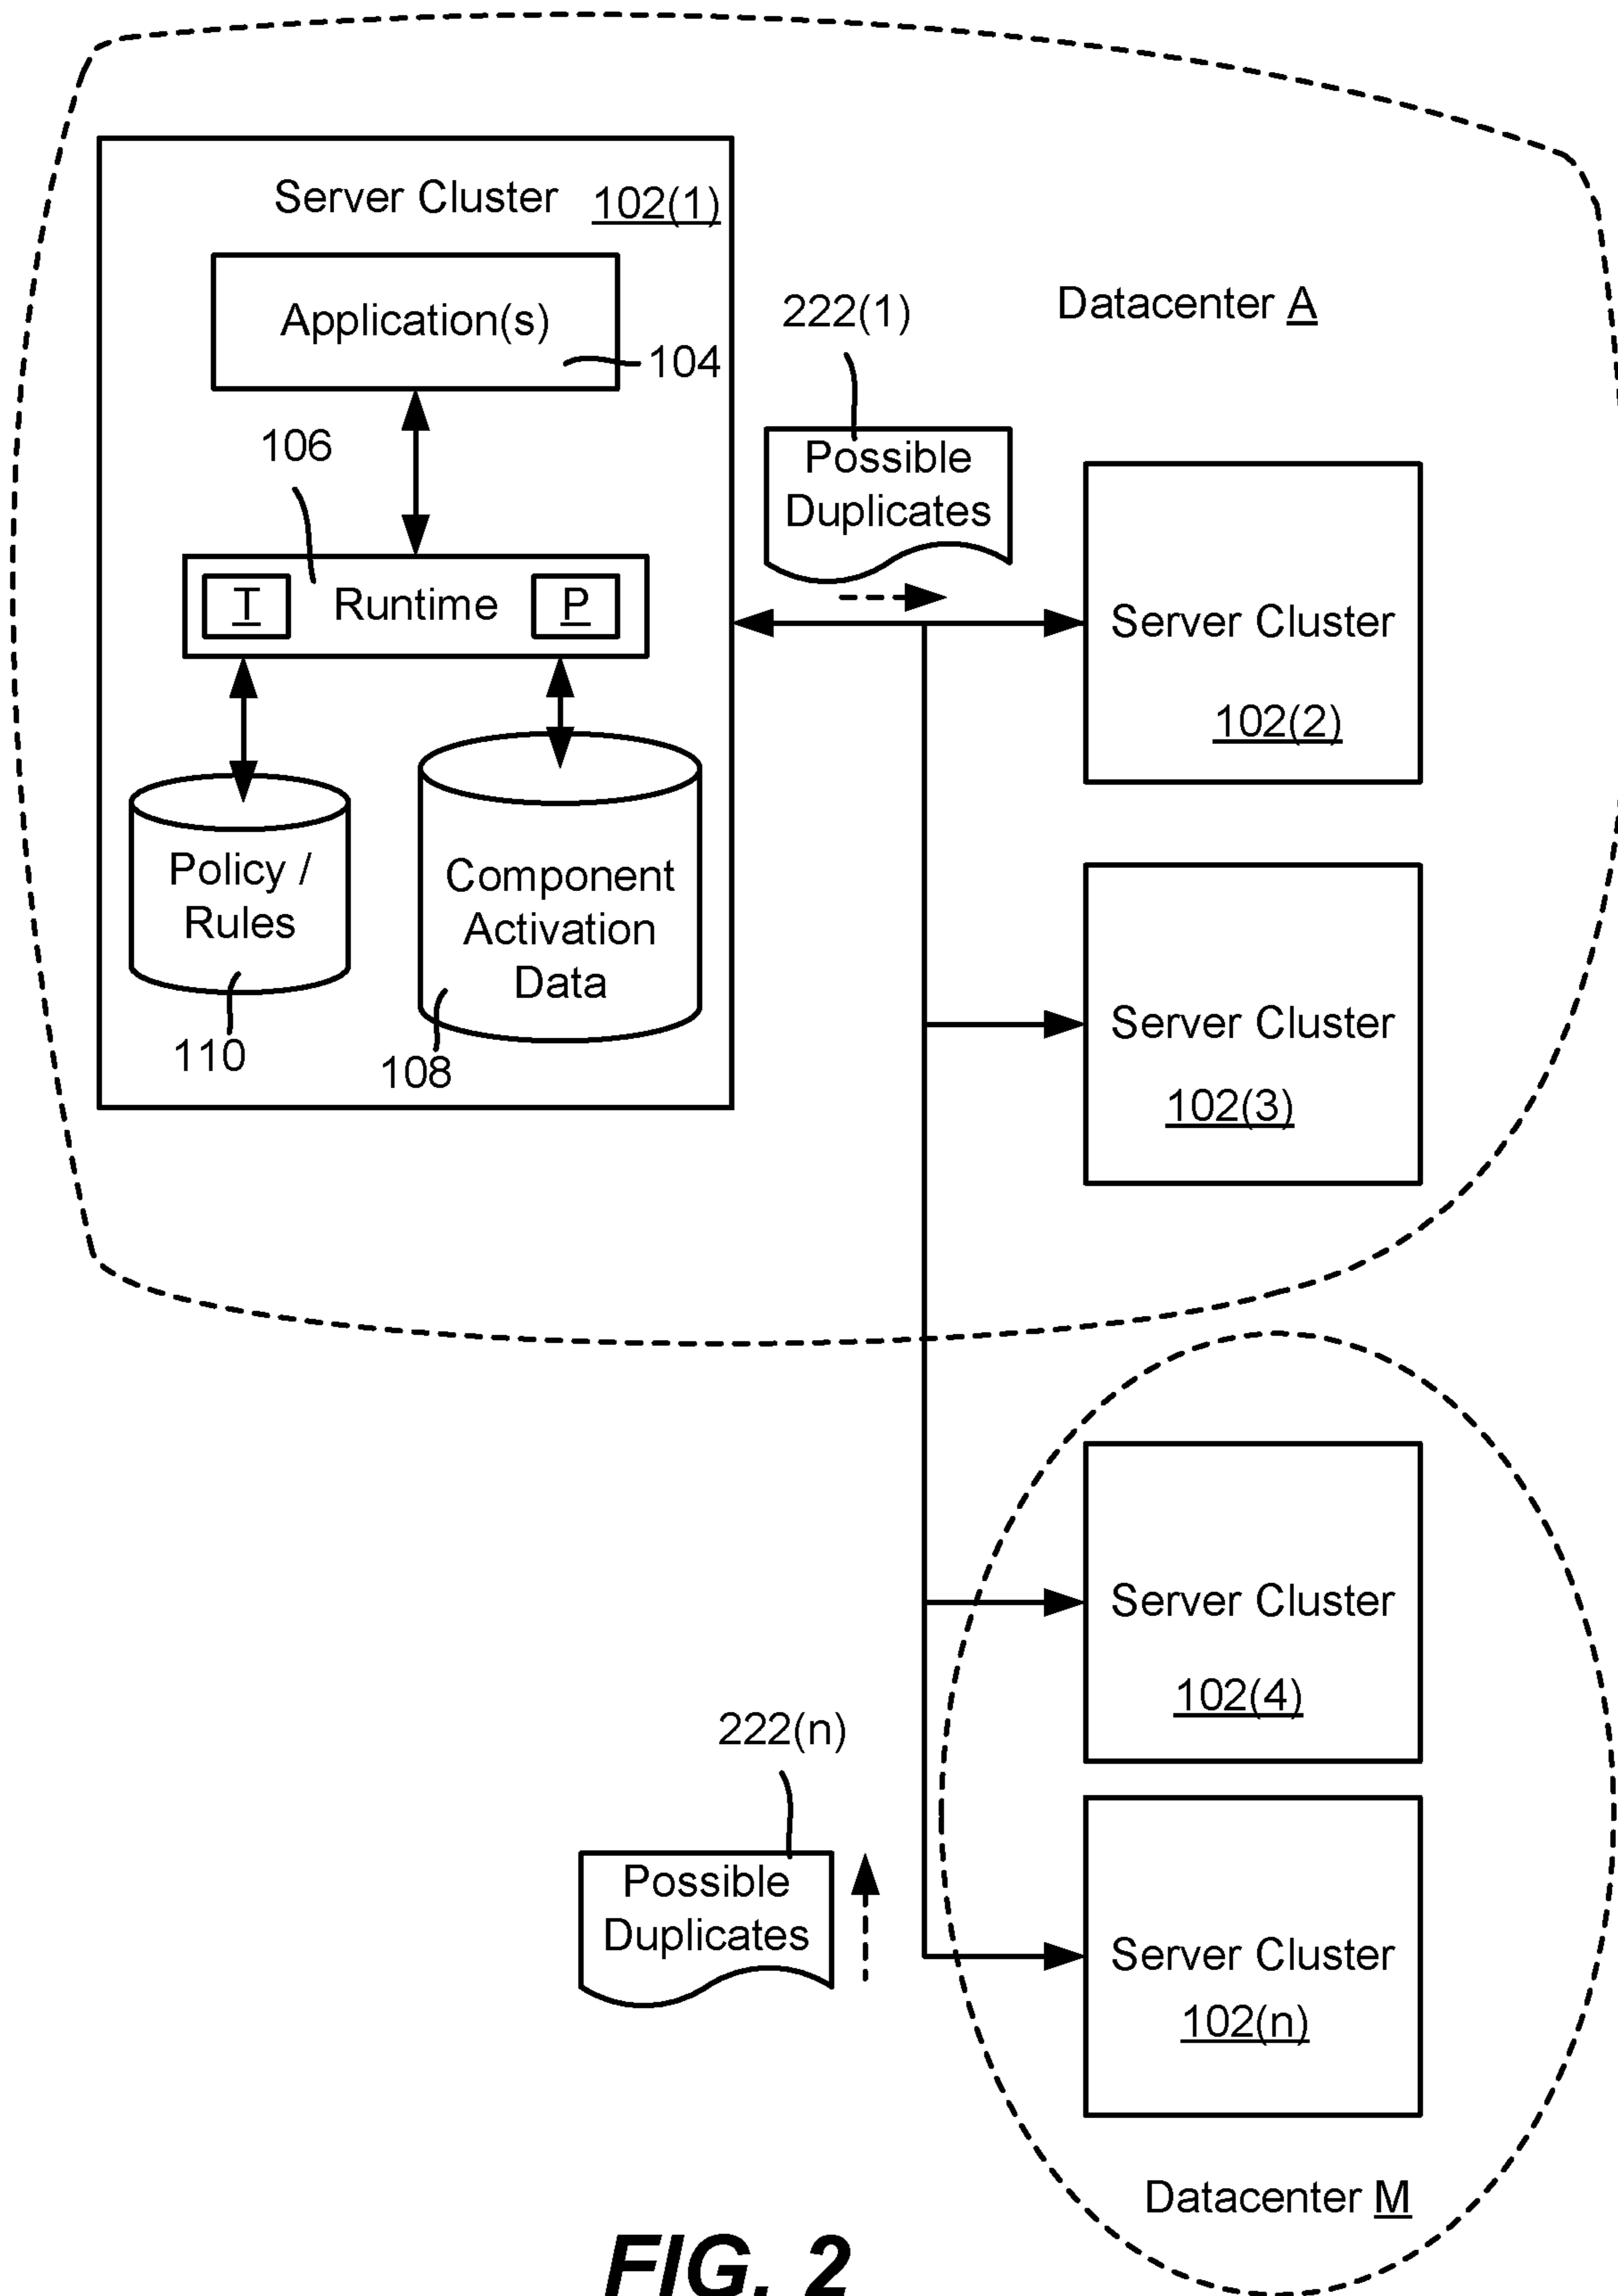 Server Cluster 102(1)
Application(s)
104
106
T Runtime P
Policy /
Rules
110
Component
Activation
Data
108
222(1)
Possible
Duplicates
Datacenter A
Server Cluster
102(2)
Server Cluster
102(3)
Server Cluster
102(4)
222(n)
Possible
Duplicates
Server Cluster
102(n)
Datacenter M
FIG. 2